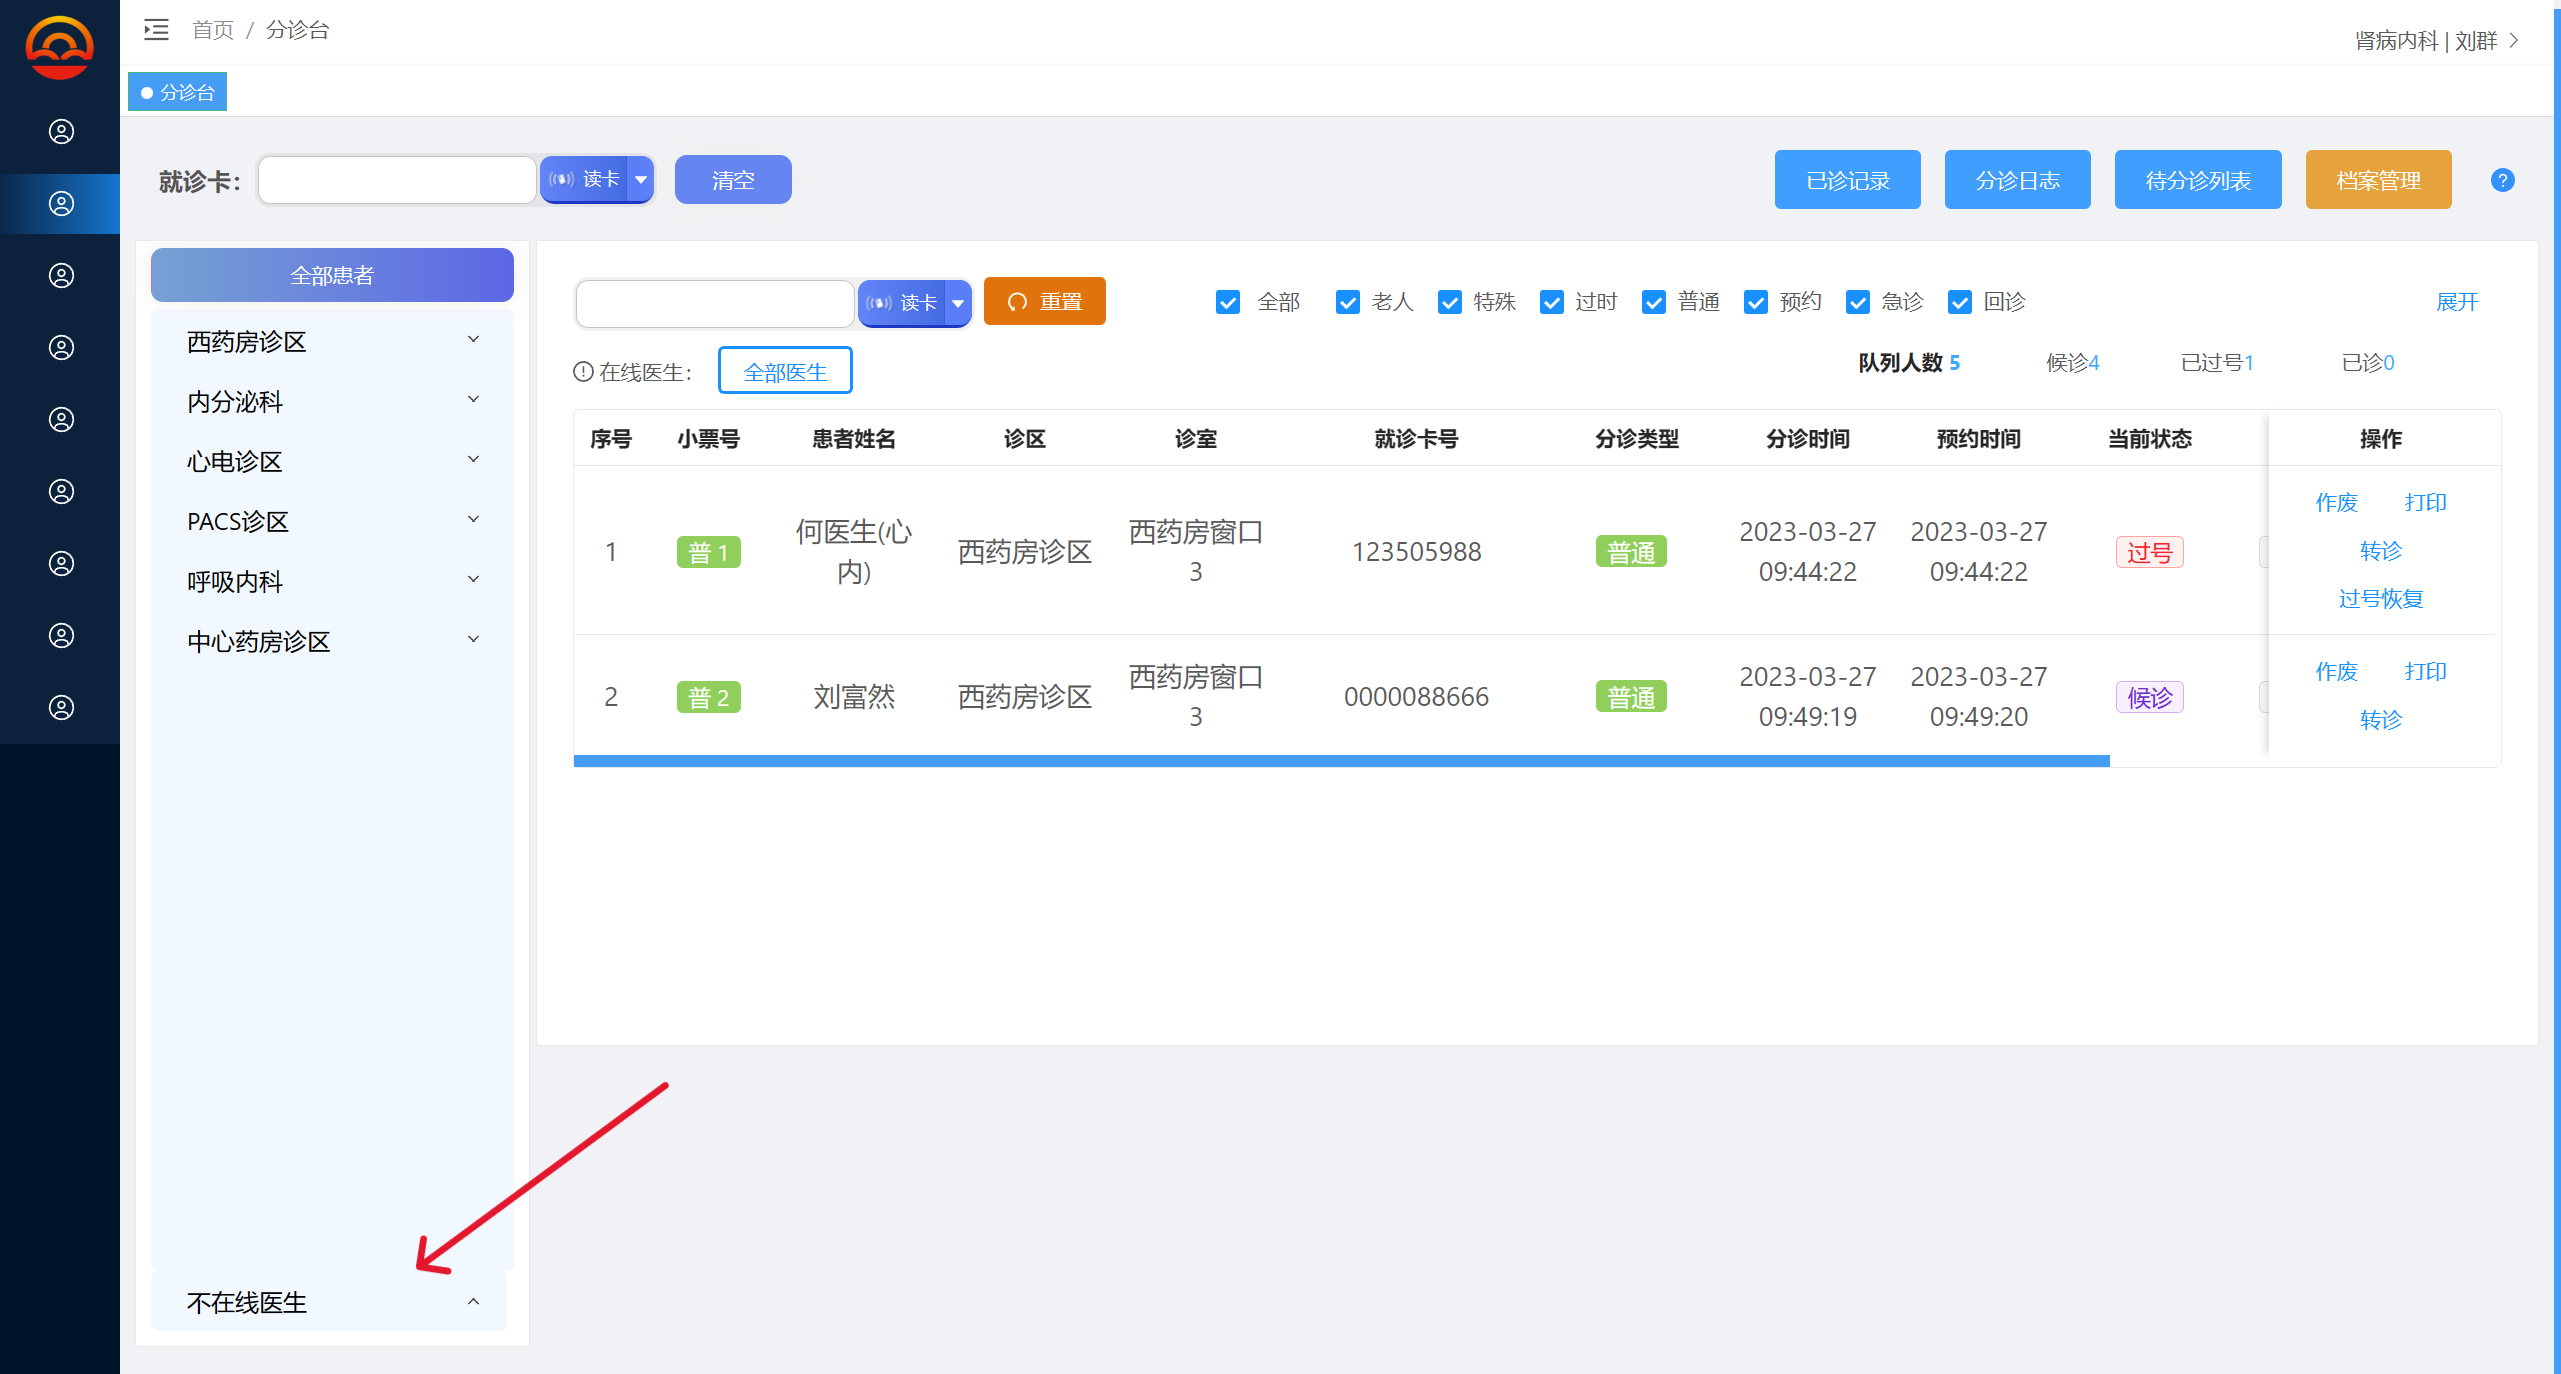 首页 / 分诊台
肾病内科 | 刘群
分诊台
就诊卡：
读卡
清空
已诊记录
分诊日志
待分诊列表
档案管理
?
全部患者
西药房诊区
内分泌科
心电诊区
PACS诊区
呼吸内科
中心药房诊区
不在线医生
读卡
重置
全部 老人 特殊 过时 普通 预约 急诊 回诊
展开
在线医生： 全部医生
队列人数 5 候诊4 已过号1 已诊0
序号 小票号 患者姓名 诊区 诊室 就诊卡号 分诊类型 分诊时间 预约时间 当前状态 操作
1 普 1 何医生(心内) 西药房诊区 西药房窗口3 123505988 普通 2023-03-27 09:44:22 2023-03-27 09:44:22 过号 作废 打印 转诊 过号恢复
2 普 2 刘富然 西药房诊区 西药房窗口3 0000088666 普通 2023-03-27 09:49:19 2023-03-27 09:49:20 候诊 作废 打印 转诊